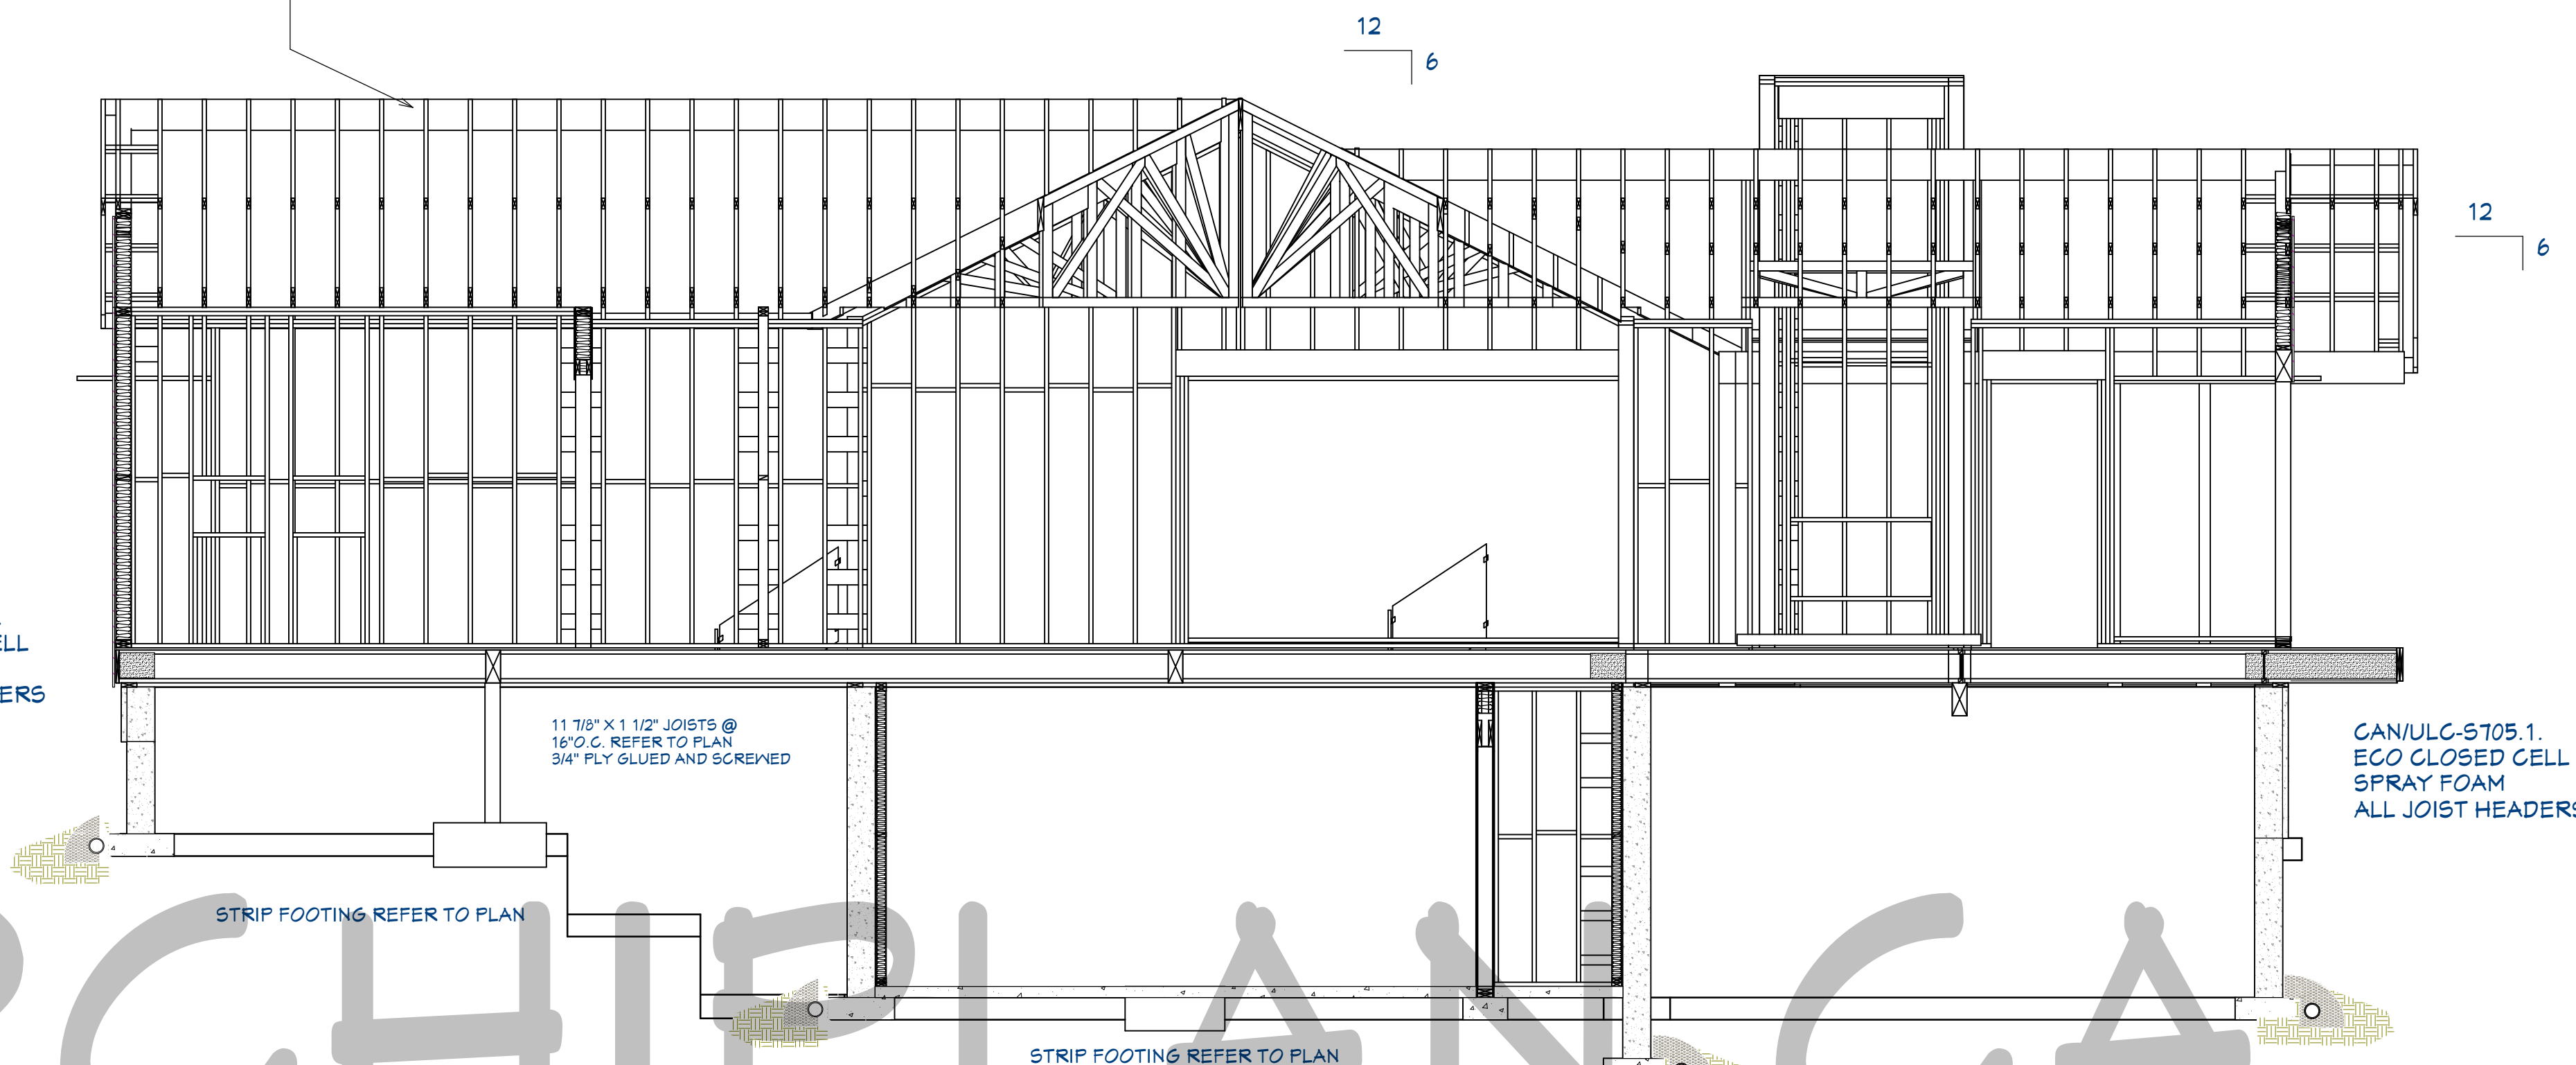 12
6
12
6
ELL
ERS
11 7/8" X 1 1/2" JOISTS @
16"O.C. REFER TO PLAN
3/4" PLY GLUED AND SCREWED
CAN/ULC-S705.1.
ECO CLOSED CELL
SPRAY FOAM
ALL JOIST HEADERS
STRIP FOOTING REFER TO PLAN
RCHIPLAN.CA
STRIP FOOTING REFER TO PLAN